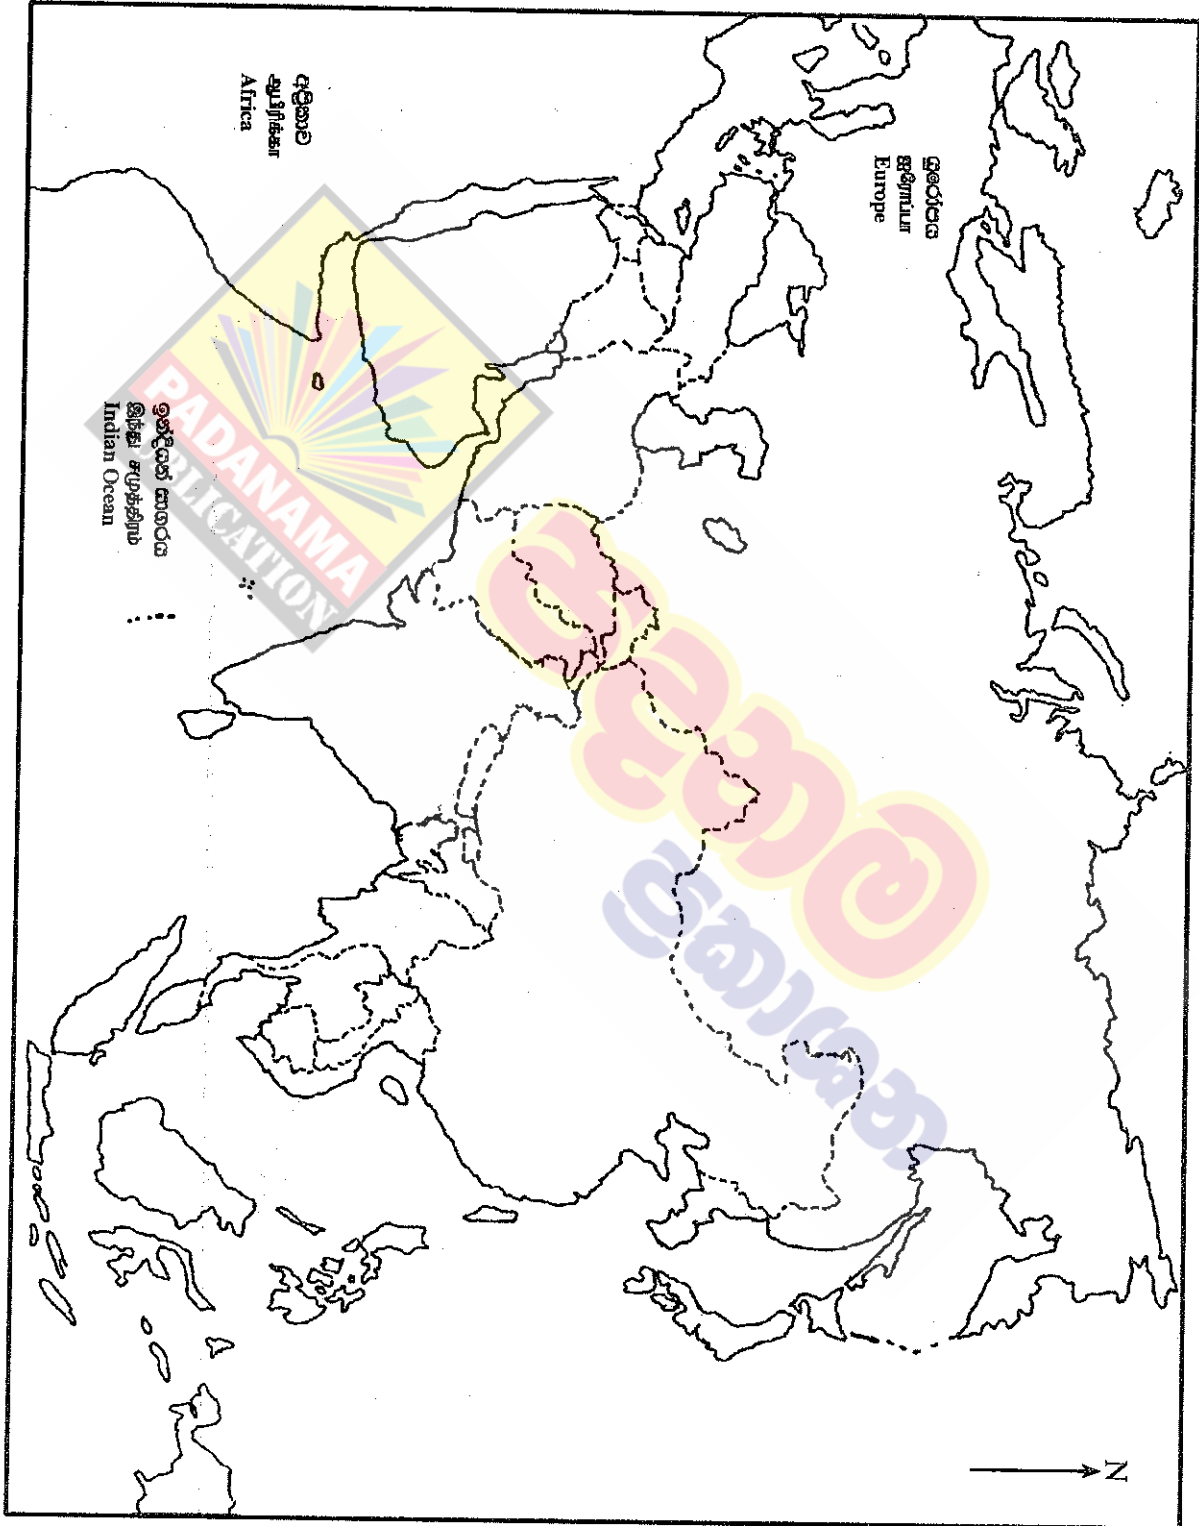 යුරෝපය
ஐரோப்பா
Europe
අප්‍රිකාව
ஆபிரிக்கா
Africa
ඉන්දියන් සාගරය
இந்து சமுத்திரம்
Indian Ocean
N
PADANAMA
PUBLICATION